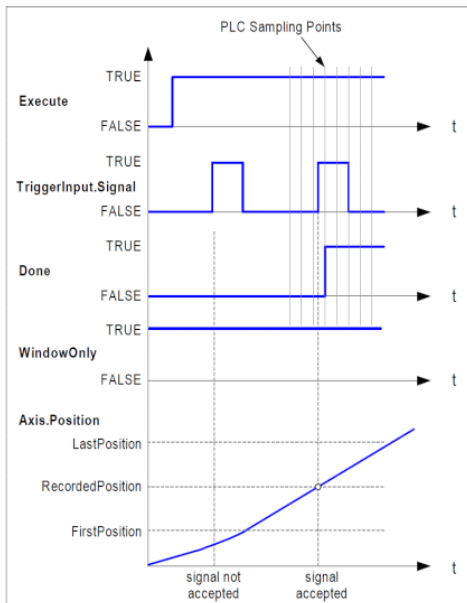 PLC Sampling Points
TRUE
Execute
FALSE
t
TRUE
TriggerInput.Signal
FALSE
t
TRUE
Done
FALSE
t
TRUE
WindowOnly
FALSE
t
Axis.Position
LastPosition
RecordedPosition
FirstPosition
t
signal not
accepted
signal
accepted